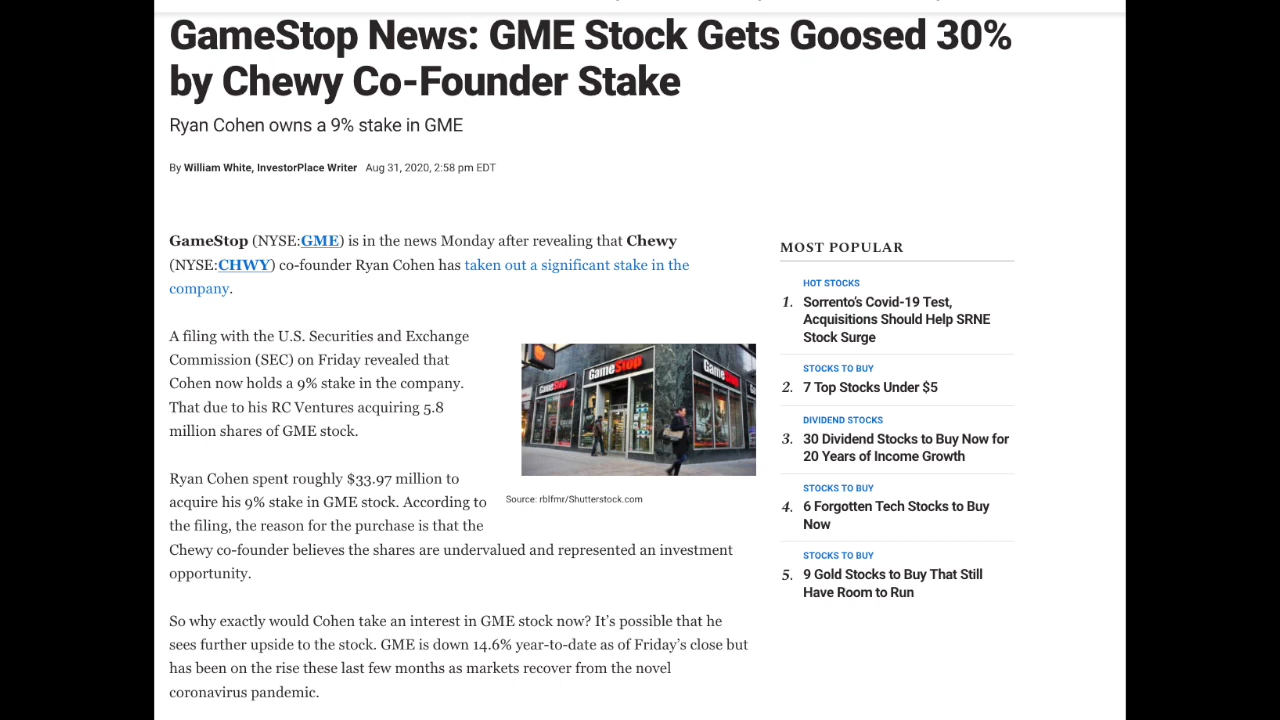 GameStop News: GME Stock Gets Goosed 30%
by Chewy Co-Founder Stake
Ryan Cohen owns a 9% stake in GME
By William White, InvestorPlace Writer Aug 31, 2020, 2:58 pm EDT
GameStop (NYSE:GME) is in the news Monday after revealing that Chewy
(NYSE:CHWY) co-founder Ryan Cohen has taken out a significant stake in the
company.
A filing with the U.S. Securities and Exchange
Commission (SEC) on Friday revealed that
Cohen now holds a 9% stake in the company.
That due to his RC Ventures acquiring 5.8
million shares of GME stock.
GameStop
GameStop
GameStop
Source: rblfmr/Shutterstock.com
Ryan Cohen spent roughly $33.97 million to
acquire his 9% stake in GME stock. According to
the filing, the reason for the purchase is that the
Chewy co-founder believes the shares are undervalued and represented an investment
opportunity.
So why exactly would Cohen take an interest in GME stock now? It's possible that he
sees further upside to the stock. GME is down 14.6% year-to-date as of Friday's close but
has been on the rise these last few months as markets recover from the novel
coronavirus pandemic.
MOST POPULAR
HOT STOCKS
1. Sorrento's Covid-19 Test,
Acquisitions Should Help SRNE
Stock Surge
STOCKS TO BUY
2. 7 Top Stocks Under $5
DIVIDEND STOCKS
3. 30 Dividend Stocks to Buy Now for
20 Years of Income Growth
STOCKS TO BUY
4. 6 Forgotten Tech Stocks to Buy
Now
STOCKS TO BUY
5. 9 Gold Stocks to Buy That Still
Have Room to Run